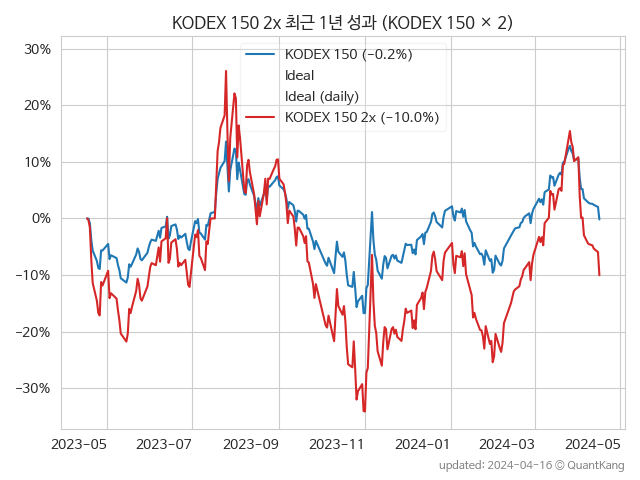 KODEX 150 2x 최근 1년 성과 (KODEX 150 × 2)
30%
20%
10%
0%
−10%
−20%
−30%
KODEX 150 (−0.2%)
Ideal
Ideal (daily)
KODEX 150 2x (−10.0%)
2023-05 2023-07 2023-09 2023-11 2024-01 2024-03 2024-05
updated: 2024-04-16 © QuantKang